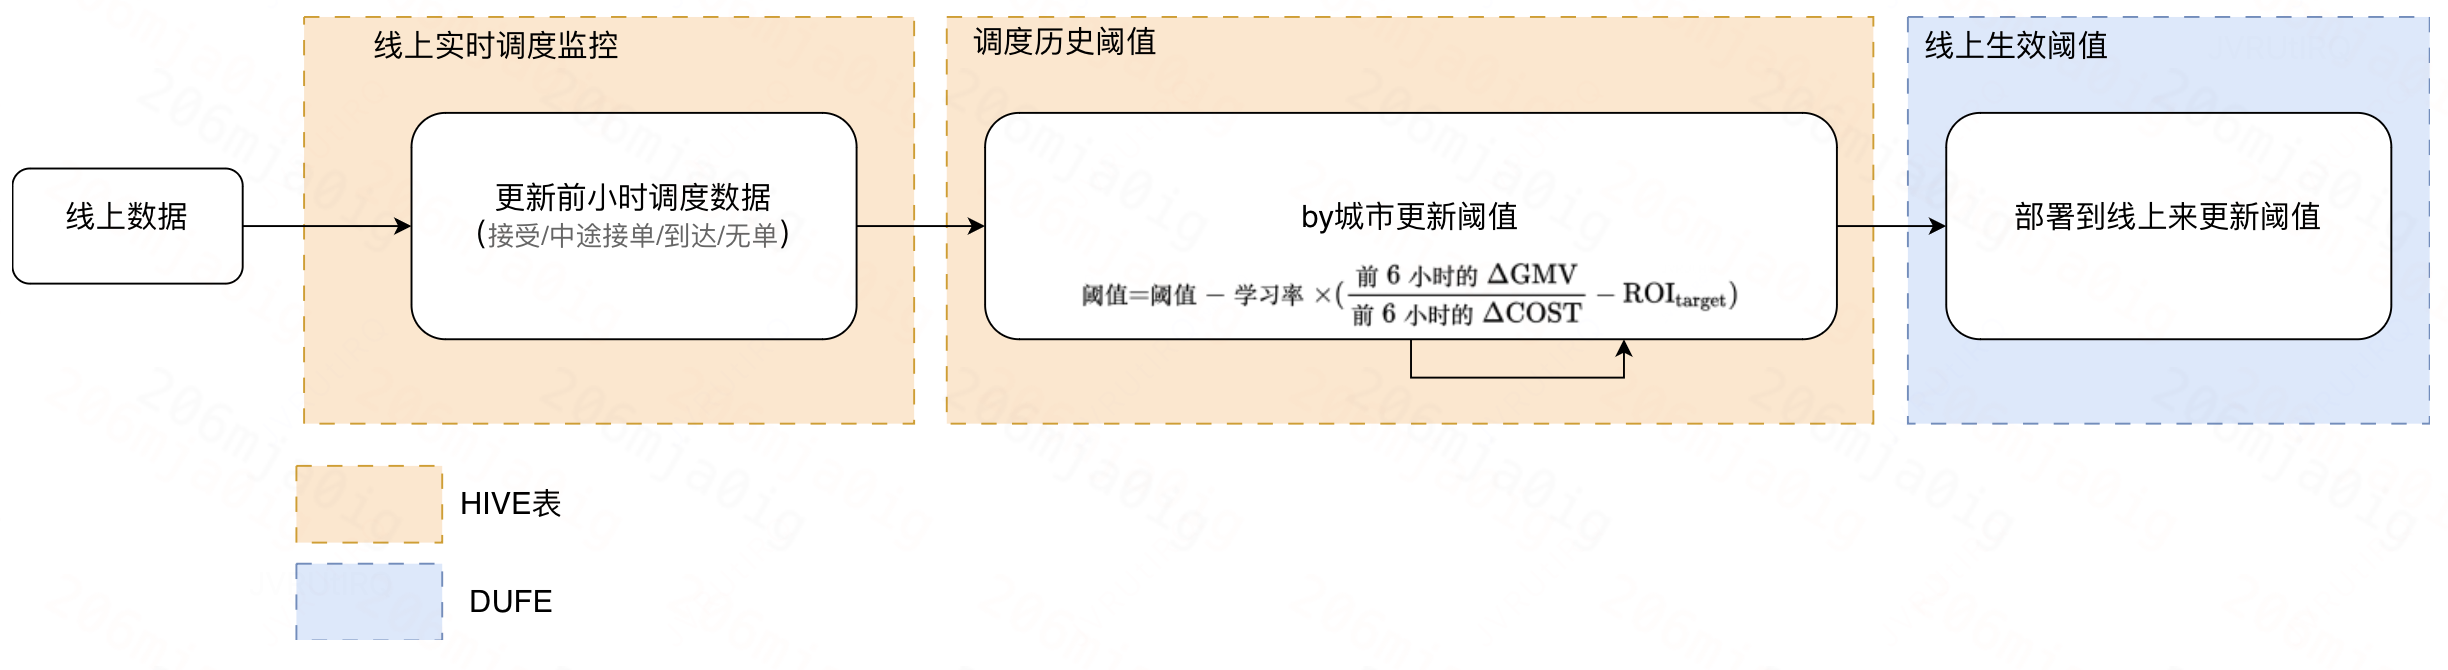 线上实时调度监控
调度历史阈值
线上生效阈值
线上数据
更新前小时调度数据
(接受/中途接单/到达/无单)
by城市更新阈值
阈值=阈值 − 学习率 ×(前 6 小时的 ΔGMV / 前 6 小时的 ΔCOST − ROItarget)
部署到线上来更新阈值
HIVE表
DUFE
206mja0ig